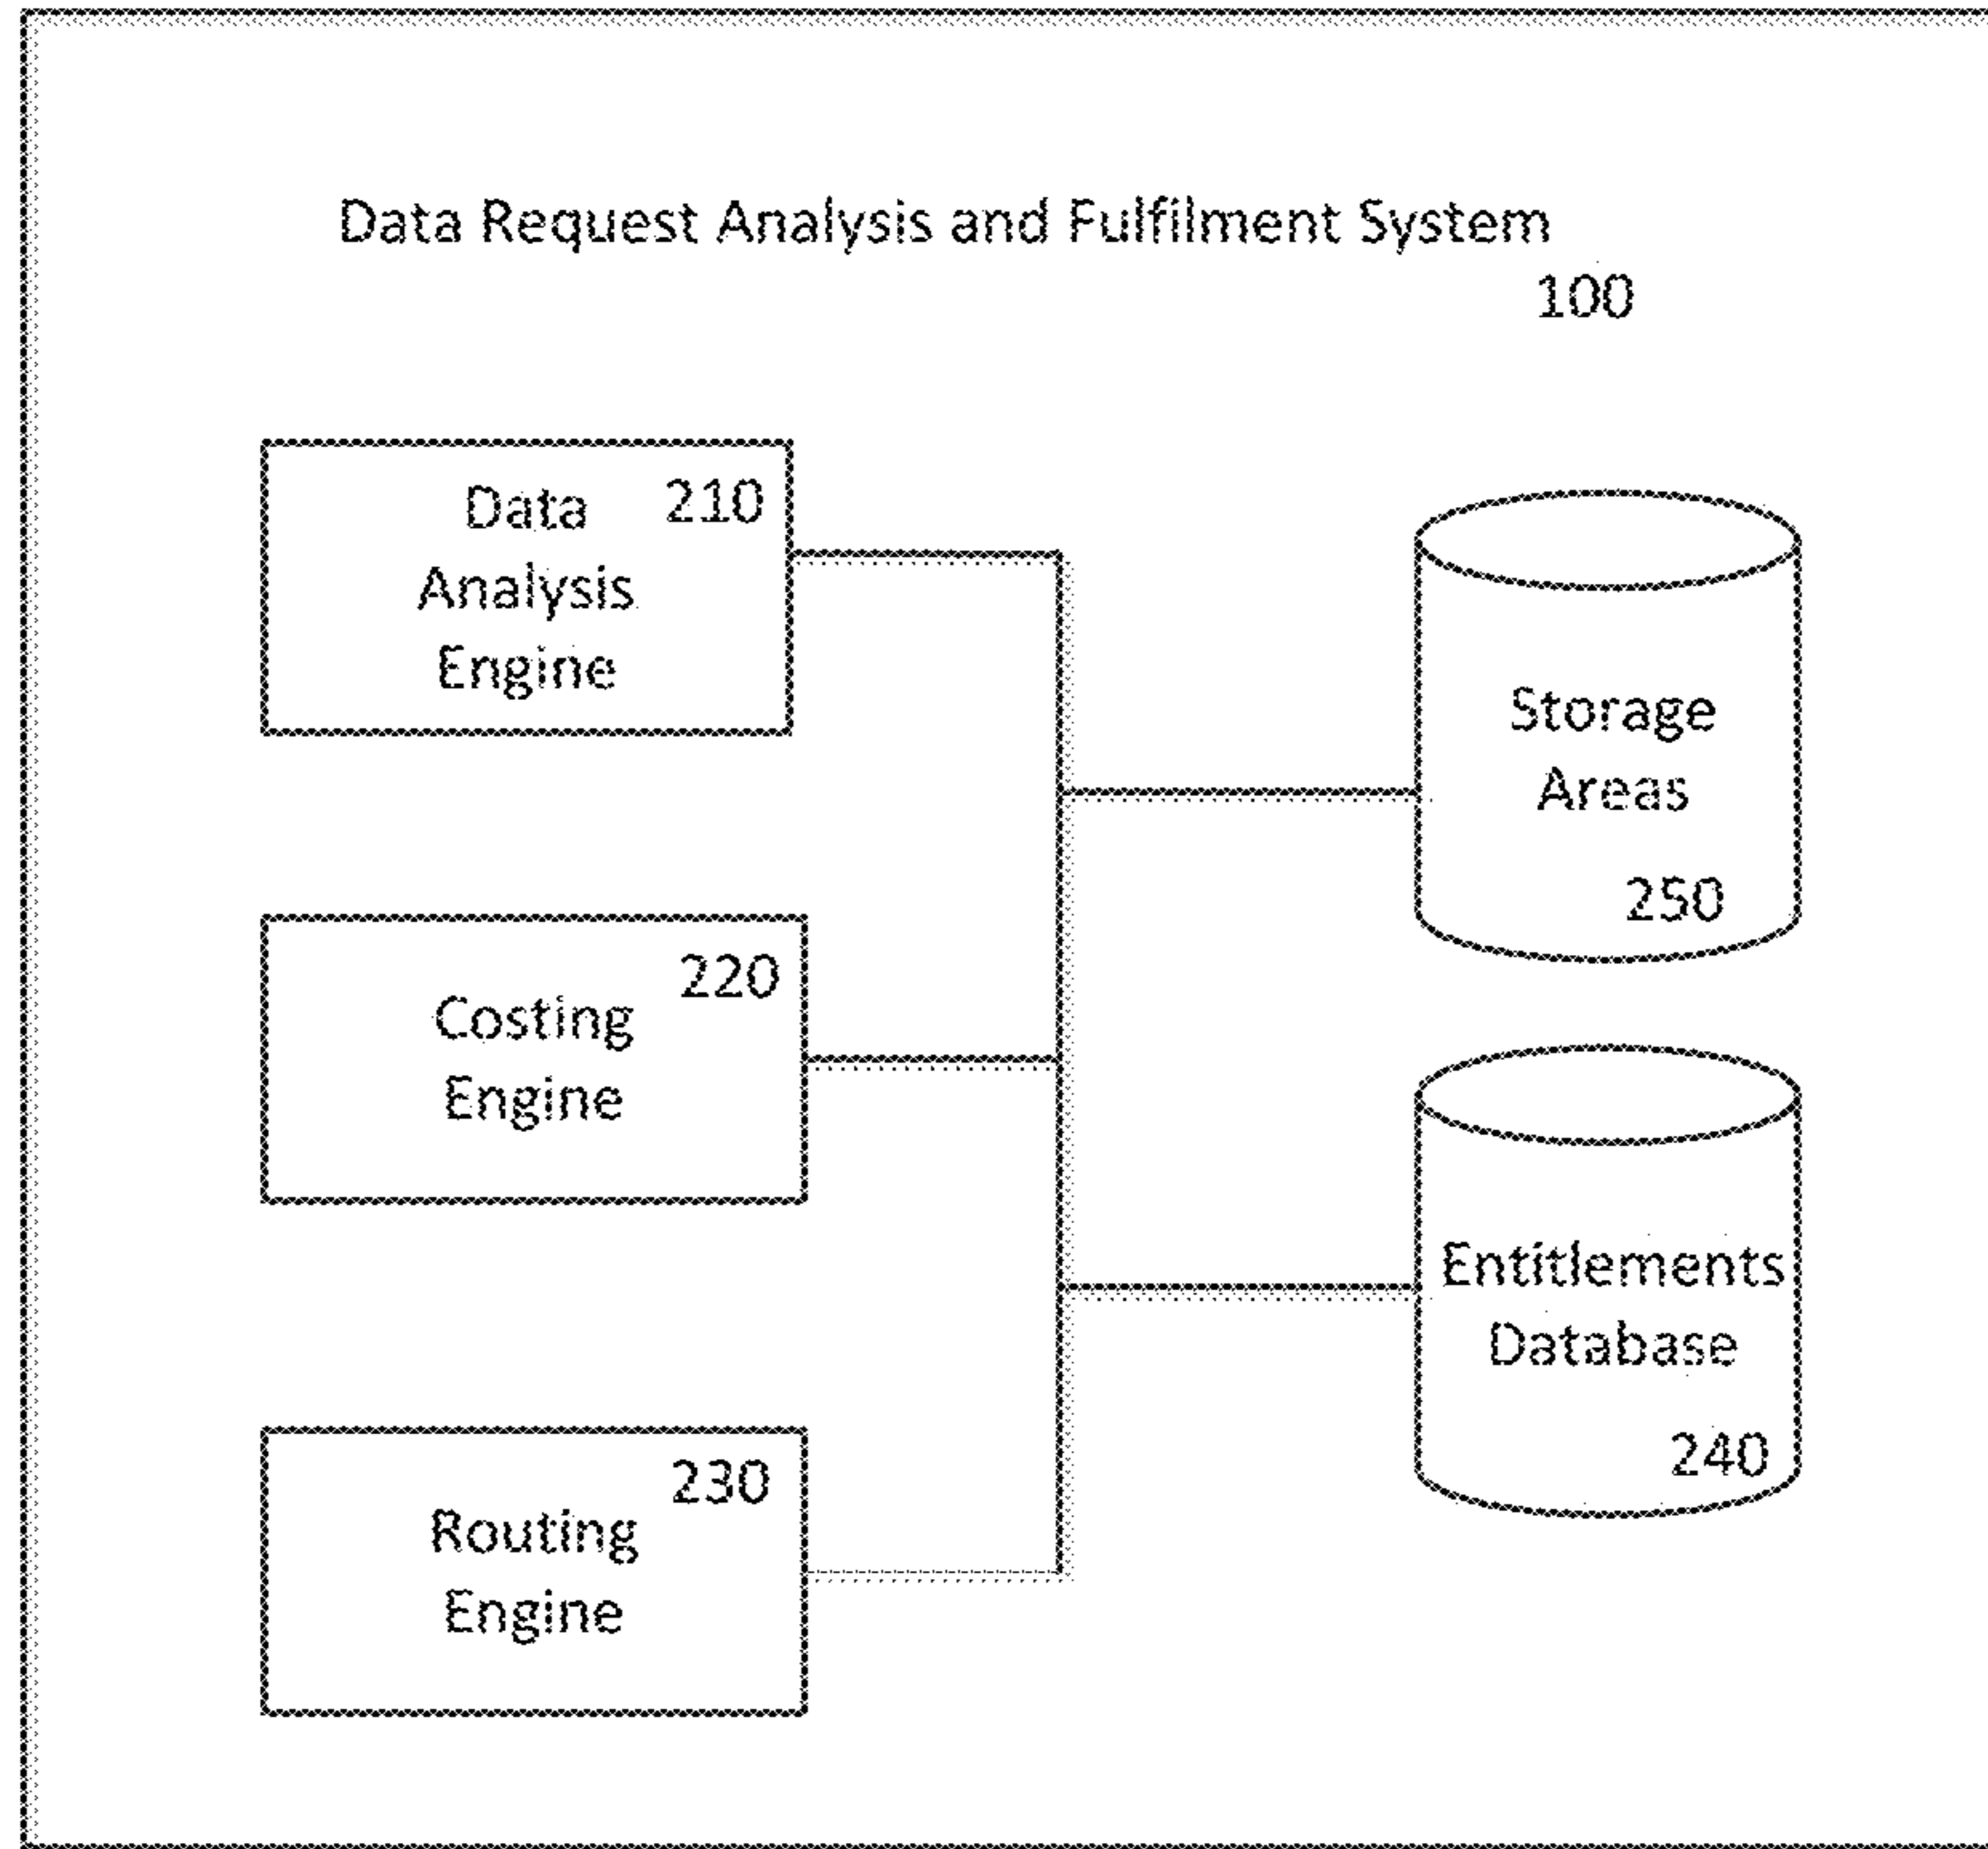 Data Request Analysis and Fulfilment System
100
Data 210
Analysis
Engine
Storage
Areas
250
220
Costing
Engine
Entitlements
Database
240
230
Routing
Engine